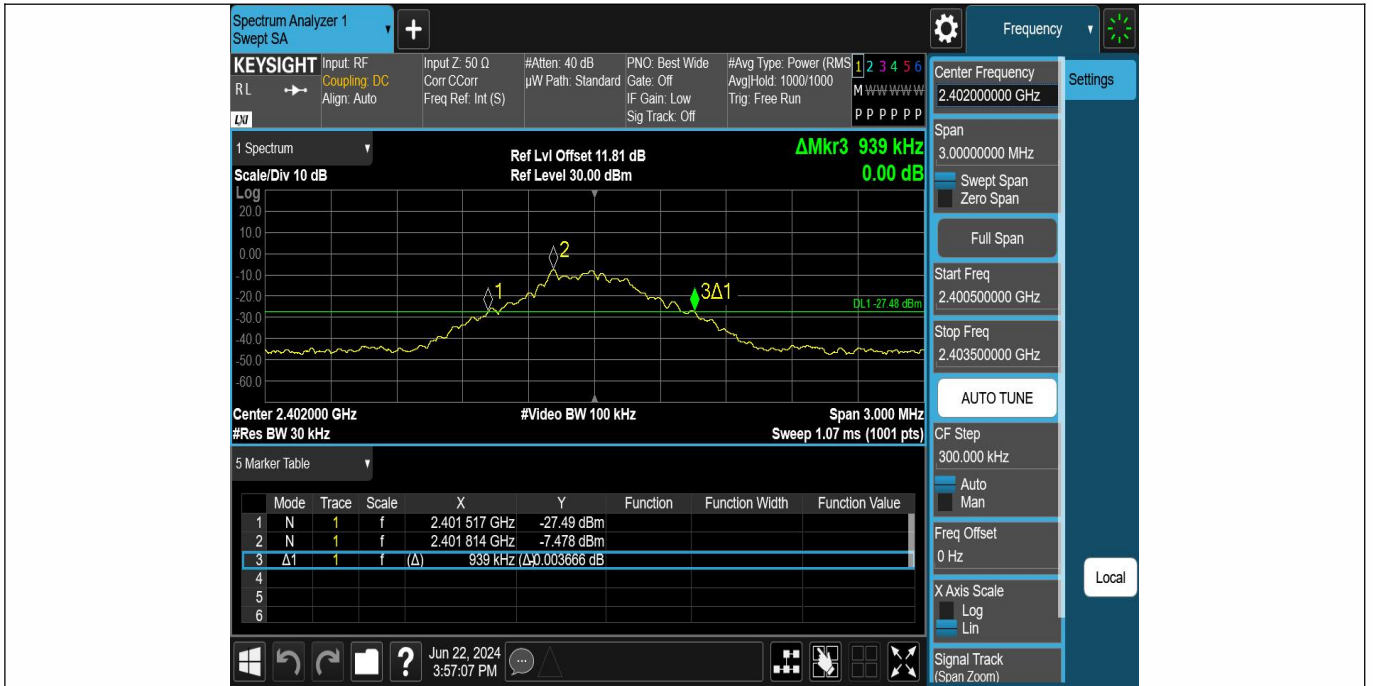 Spectrum Analyzer 1
Swept SA
Frequency
KEYSIGHT
RL
LXI
Input: RF
Coupling: DC
Align: Auto
Input Z: 50 Ω
Corr CCorr
Freq Ref: Int (S)
#Atten: 40 dB
µW Path: Standard
PNO: Best Wide
Gate: Off
IF Gain: Low
Sig Track: Off
#Avg Type: Power (RMS
Avg|Hold: 1000/1000
Trig: Free Run
1 2 3 4 5 6
M W W W W W
P P P P P P
1 Spectrum
Scale/Div 10 dB
Ref Lvl Offset 11.81 dB
Ref Level 30.00 dBm
ΔMkr3 939 kHz
0.00 dB
Log
20.0
10.0
0.00
-10.0
-20.0
-30.0
-40.0
-50.0
-60.0
1
2
3Δ1
DL1 -27.48 dBm
Center 2.402000 GHz
#Video BW 100 kHz
Span 3.000 MHz
#Res BW 30 kHz
Sweep 1.07 ms (1001 pts)
5 Marker Table
Mode Trace Scale X Y Function Function Width Function Value
1 N 1 f 2.401 517 GHz -27.49 dBm
2 N 1 f 2.401 814 GHz -7.478 dBm
3 Δ1 1 f (Δ) 939 kHz (Δ) -0.003666 dB
4
5
6
Jun 22, 2024
3:57:07 PM
Center Frequency
2.402000000 GHz
Settings
Span
3.00000000 MHz
Swept Span
Zero Span
Full Span
Start Freq
2.400500000 GHz
Stop Freq
2.403500000 GHz
AUTO TUNE
CF Step
300.000 kHz
Auto
Man
Freq Offset
0 Hz
Local
X Axis Scale
Log
Lin
Signal Track
(Span Zoom)